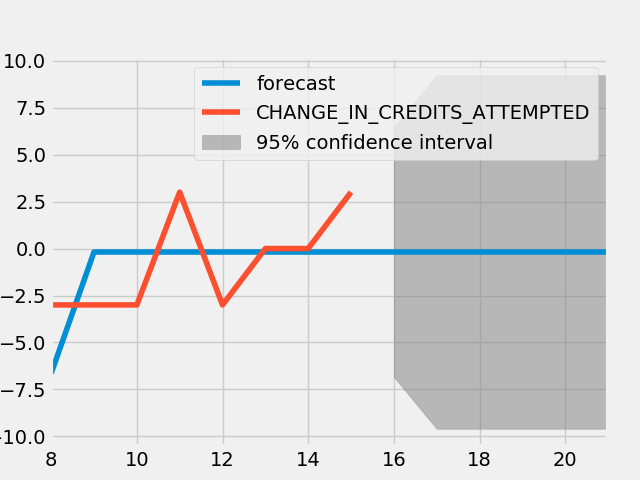 10.0
7.5
5.0
2.5
0.0
−2.5
−5.0
−7.5
−10.0
8 10 12 14 16 18 20
forecast
CHANGE_IN_CREDITS_ATTEMPTED
95% confidence interval